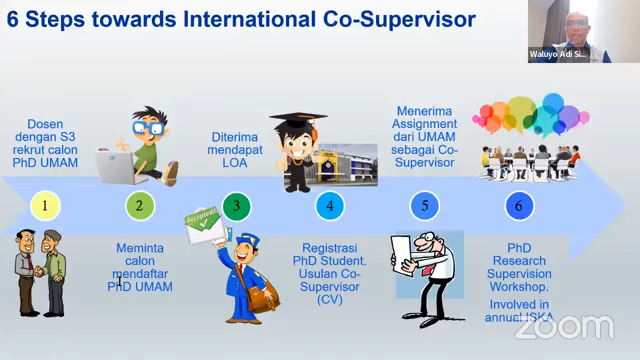 6 Steps towards International Co-Supervisor
Waluyo Adi Si...
Dosen
dengan S3
rekrut calon
PhD UMAM
Diterima
mendapat
LOA
Menerima
Assignment
dari UMAM
sebagai Co-
Supervisor
1
2
3
4
5
6
Accepted!
Meminta
calon
mendaftar
PhD UMAM
Registrasi
PhD Student.
Usulan Co-
Supervisor
(CV)
PhD
Research
Supervision
Workshop.
Involved in
annual ISKA
zoom